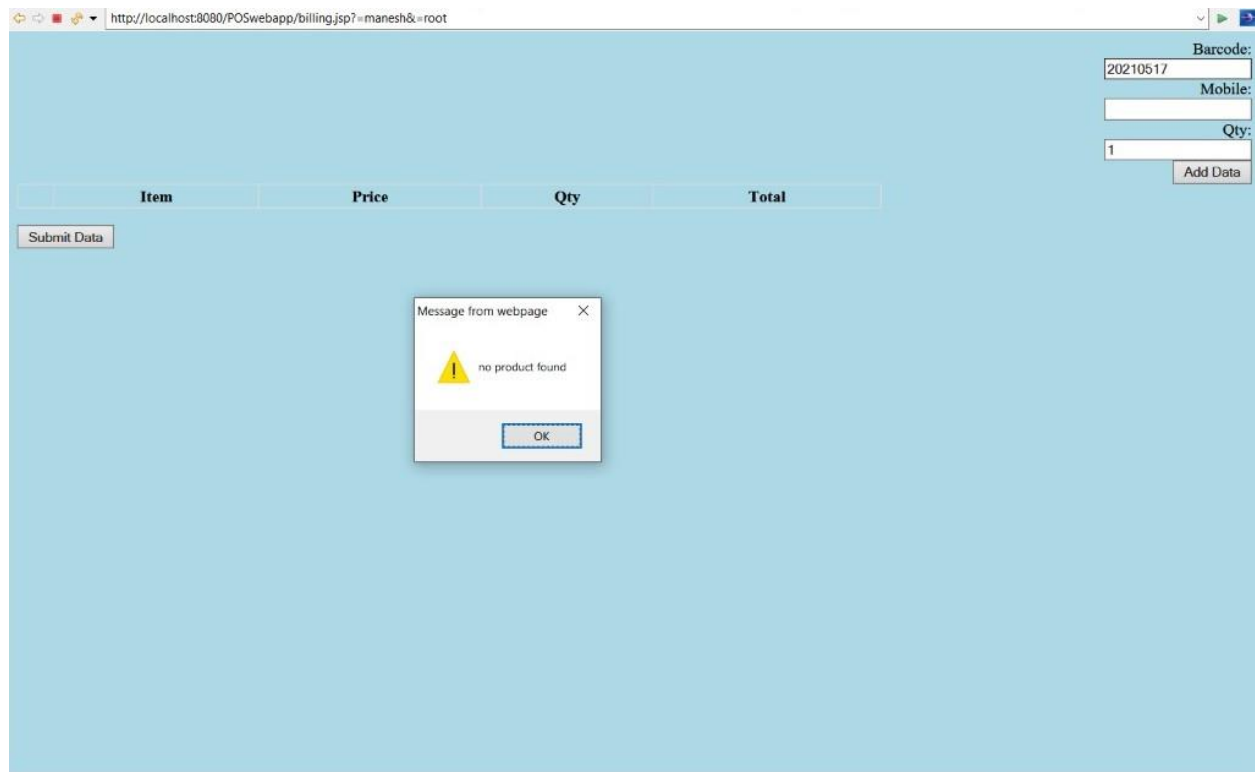 http://localhost:8080/POSwebapp/billing.jsp?=manesh&=root
Barcode:
20210517
Mobile:
Qty:
1
Add Data
Item Price Qty Total
Submit Data
Message from webpage
no product found
OK